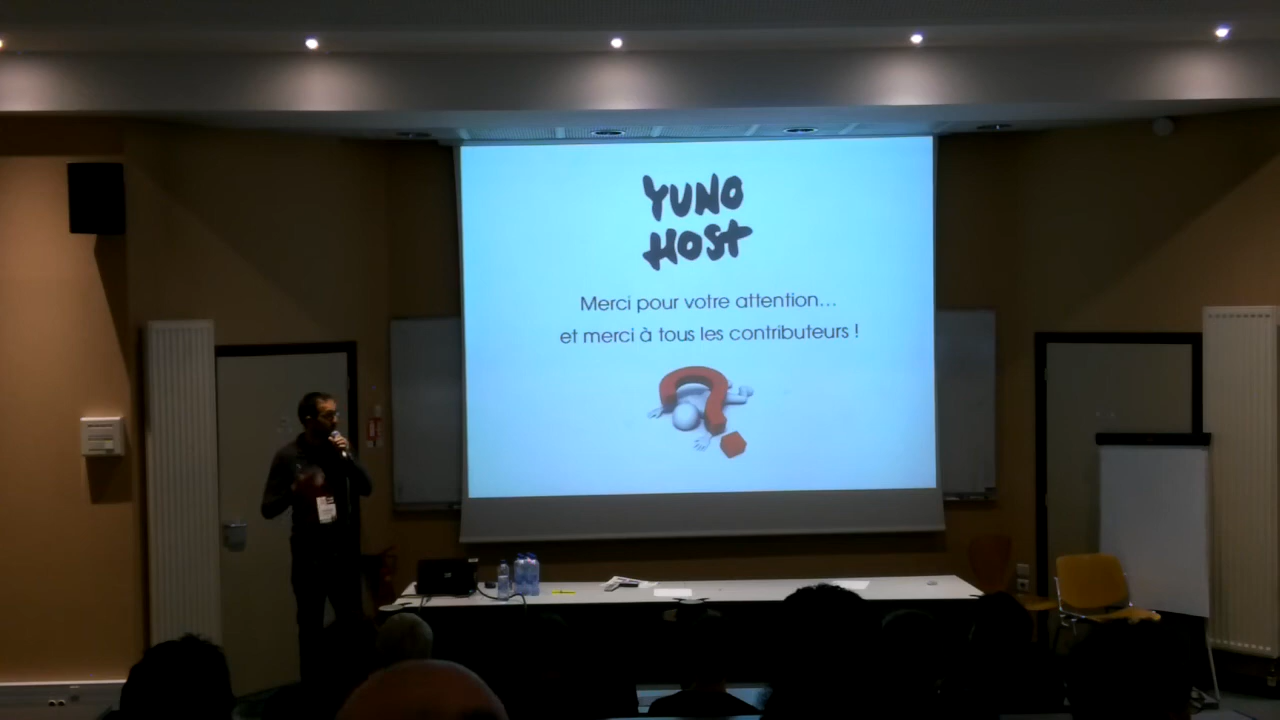 YUNO
HOST
Merci pour votre attention...
et merci à tous les contributeurs !